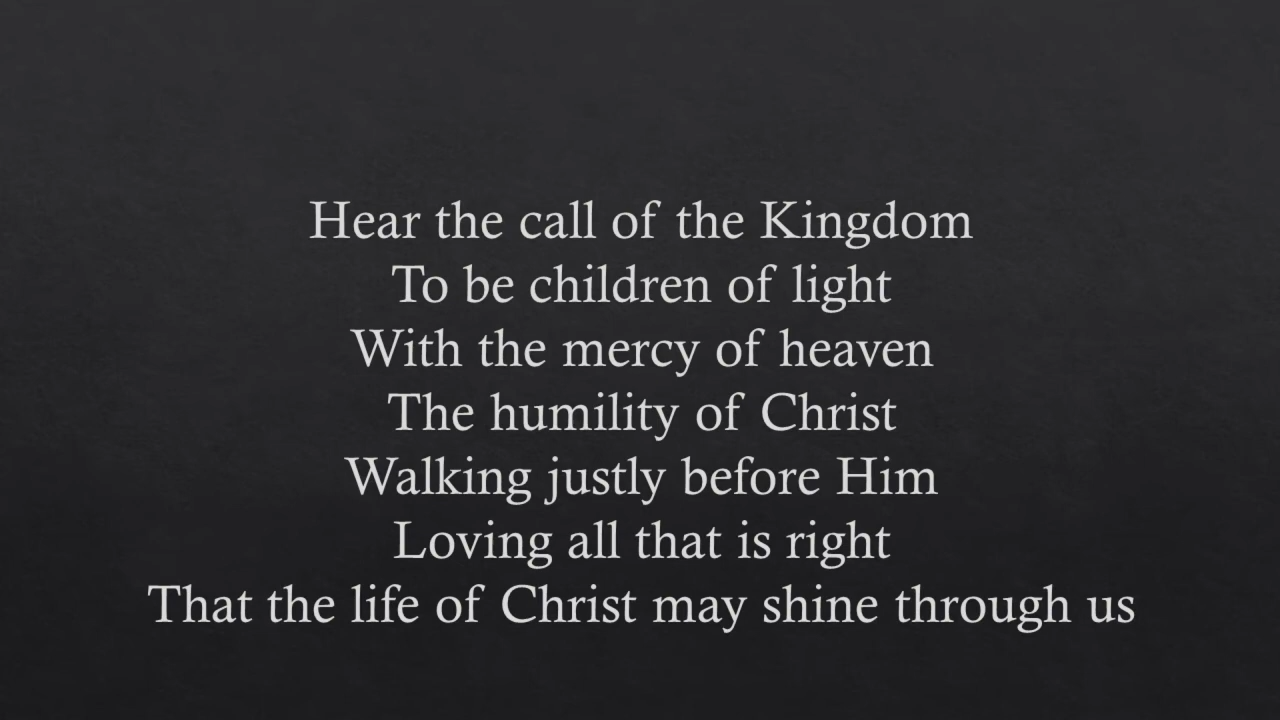 Hear the call of the Kingdom
To be children of light
With the mercy of heaven
The humility of Christ
Walking justly before Him
Loving all that is right
That the life of Christ may shine through us